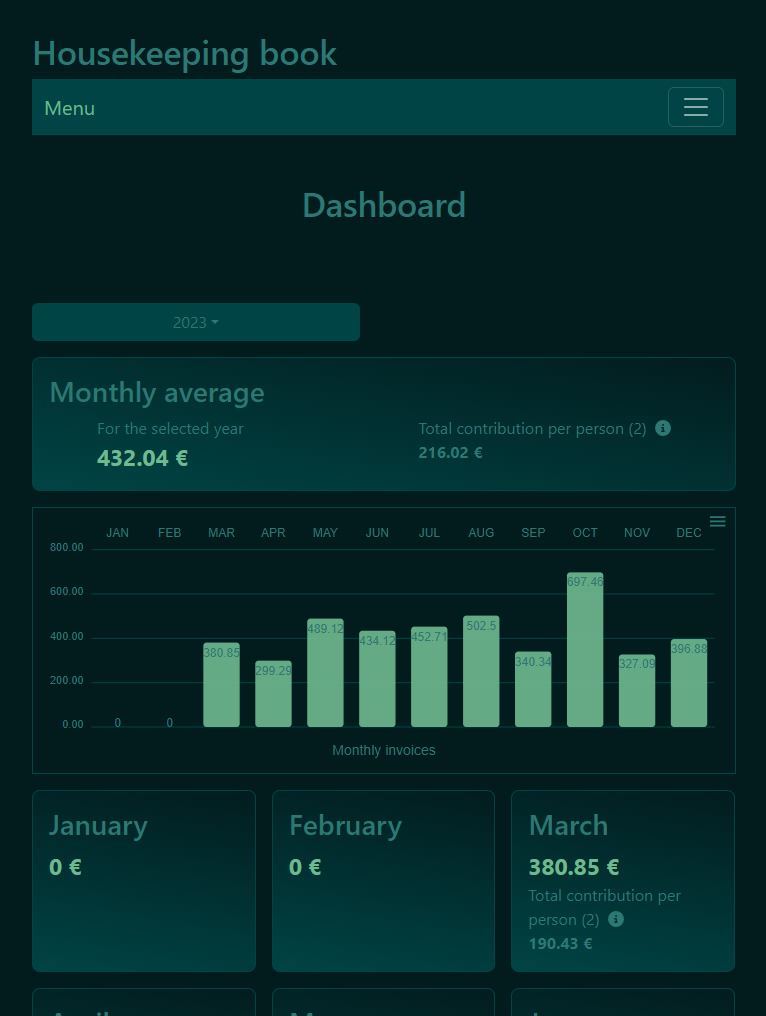 Housekeeping book
Menu
Dashboard
2023
Monthly average
For the selected year
432.04 €
Total contribution per person (2)
216.02 €
JAN FEB MAR APR MAY JUN JUL AUG SEP OCT NOV DEC
800.00
600.00
400.00
200.00
0.00
0 0 380.85 299.29 489.12 434.12 452.71 502.5 340.34 697.46 327.09 396.88
Monthly invoices
January
0 €
February
0 €
March
380.85 €
Total contribution per
person (2)
190.43 €